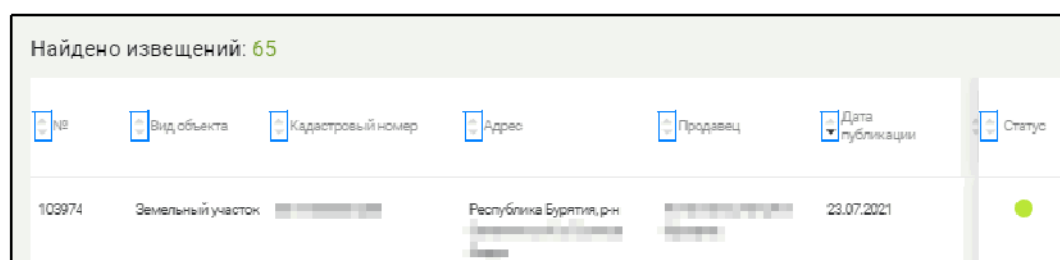 Найдено извещений: 65
№ Вид объекта Кадастровый номер Адрес Продавец Дата публикации Статус
103974 Земельный участок Республика Бурятия, р-н 23.07.2021